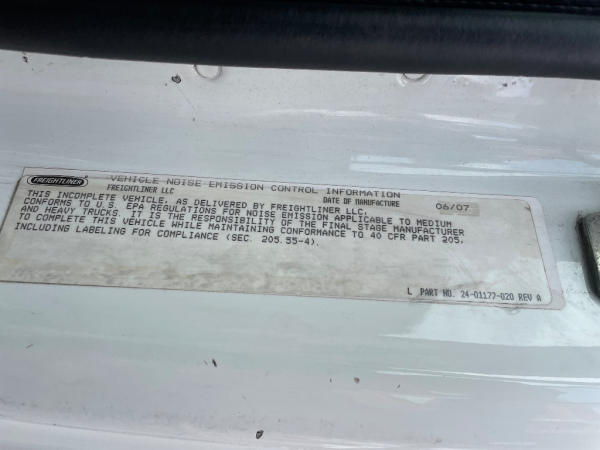 FREIGHTLINER VEHICLE NOISE EMISSION CONTROL INFORMATION
FREIGHTLINER LLC DATE OF MANUFACTURE 06/07
THIS INCOMPLETE VEHICLE, AS DELIVERED BY FREIGHTLINER LLC,
CONFORMS TO U.S. EPA REGULATIONS FOR NOISE EMISSION APPLICABLE TO MEDIUM
AND HEAVY TRUCKS. IT IS THE RESPONSIBILITY OF THE FINAL STAGE MANUFACTURER
TO COMPLETE THIS VEHICLE WHILE MAINTAINING CONFORMANCE TO 40 CFR PART 205,
INCLUDING LABELING FOR COMPLIANCE (SEC. 205.55-4).
L PART NO. 24-01177-020 REV A